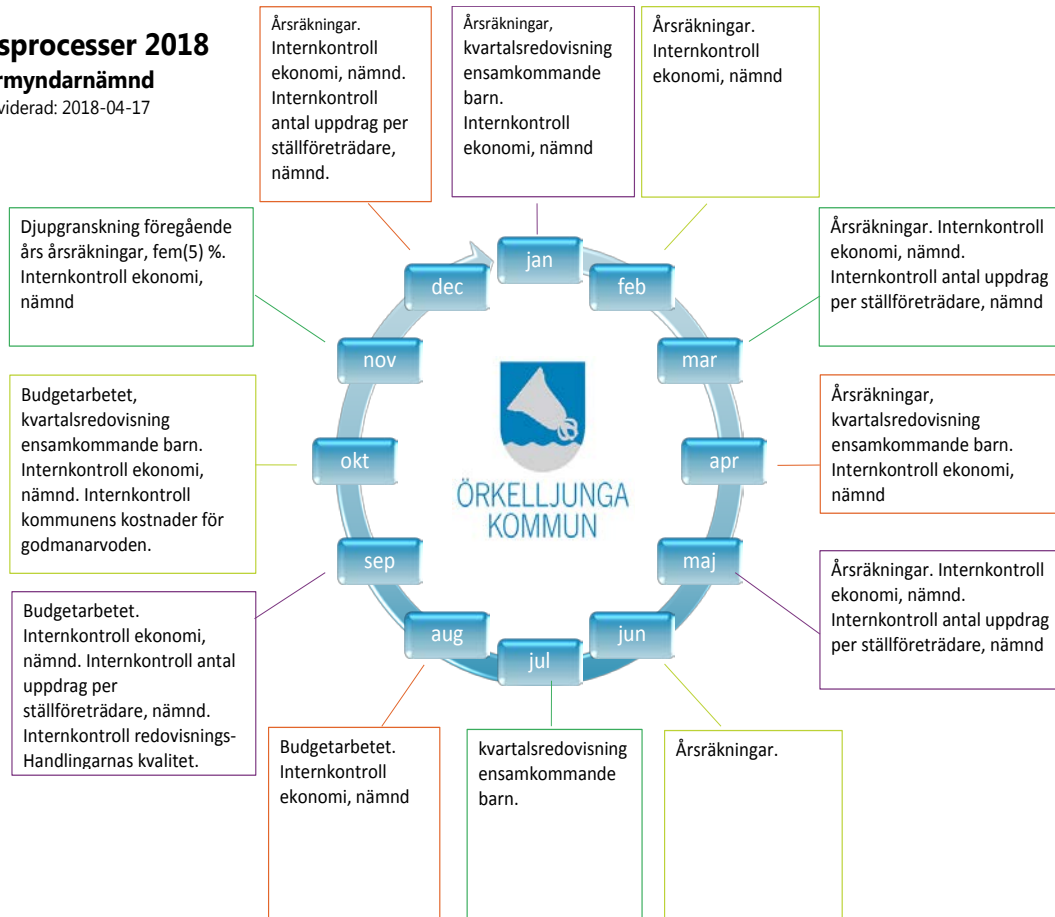 sprocesser 2018
rmyndarnämnd
viderad: 2018-04-17
Årsräkningar.
Internkontroll
ekonomi, nämnd.
Internkontroll
antal uppdrag per
ställföreträdare,
nämnd.
Årsräkningar,
kvartalsredovisning
ensamkommande
barn.
Internkontroll
ekonomi, nämnd
Årsräkningar.
Internkontroll
ekonomi, nämnd
Djupgranskning föregående
års årsräkningar, fem(5) %.
Internkontroll ekonomi,
nämnd
Årsräkningar. Internkontroll
ekonomi, nämnd.
Internkontroll antal uppdrag
per ställföreträdare, nämnd
jan
feb
mar
apr
maj
jun
jul
aug
sep
okt
nov
dec
ÖRKELLJUNGA
KOMMUN
Budgetarbetet,
kvartalsredovisning
ensamkommande barn.
Internkontroll ekonomi,
nämnd. Internkontroll
kommunens kostnader för
godmanarvoden.
Årsräkningar,
kvartalsredovisning
ensamkommande barn.
Internkontroll ekonomi,
nämnd
Budgetarbetet.
Internkontroll ekonomi,
nämnd. Internkontroll antal
uppdrag per
ställföreträdare, nämnd.
Internkontroll redovisnings-
Handlingarnas kvalitet.
Årsräkningar. Internkontroll
ekonomi, nämnd.
Internkontroll antal uppdrag
per ställföreträdare, nämnd
Budgetarbetet.
Internkontroll
ekonomi, nämnd
kvartalsredovisning
ensamkommande
barn.
Årsräkningar.